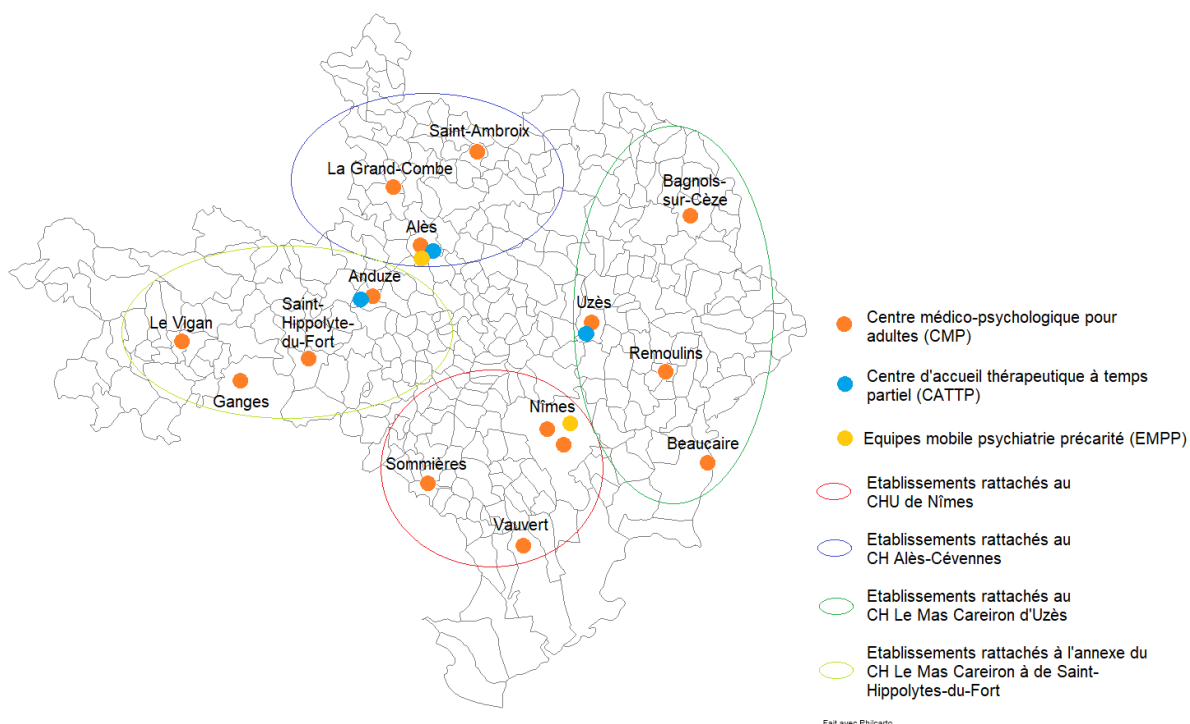 Saint-Ambroix
La Grand-Combe
Bagnols-
sur-Cèze
Alès
Anduze
Saint-
Hippolyte-
du-Fort
Le Vigan
Ganges
Uzès
Remoulins
Nîmes
Beaucaire
Sommières
Vauvert
Centre médico-psychologique pour
adultes (CMP)
Centre d'accueil thérapeutique à temps
partiel (CATTP)
Equipes mobile psychiatrie précarité (EMPP)
Etablissements rattachés au
CHU de Nîmes
Etablissements rattachés au
CH Alès-Cévennes
Etablissements rattachés au
CH Le Mas Careiron d'Uzès
Etablissements rattachés à l'annexe du
CH Le Mas Careiron à de Saint-
Hippolytes-du-Fort
Fait avec Philcarto